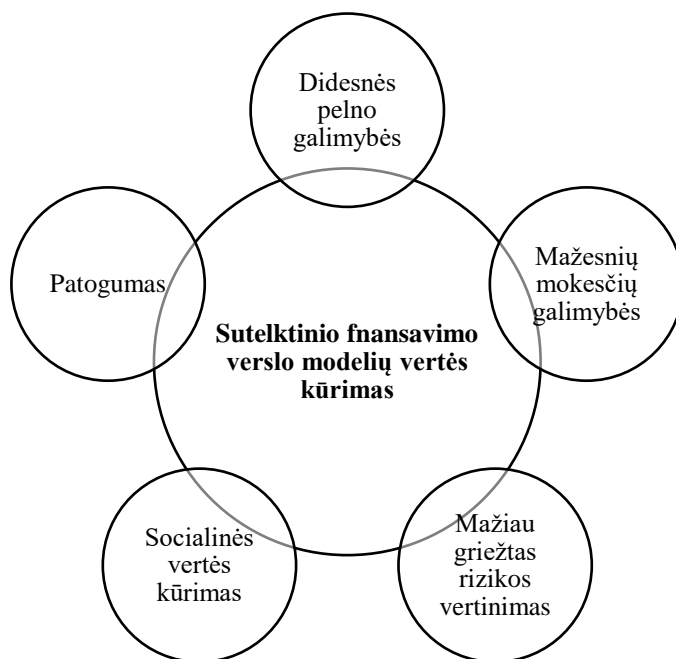 Didesnės
pelno
galimybės
Patogumas
Mažesnių
mokesčių
galimybės
Sutelktinio fnansavimo
verslo modelių vertės
kūrimas
Socialinės
vertės
kūrimas
Mažiau
griežtas
rizikos
vertinimas